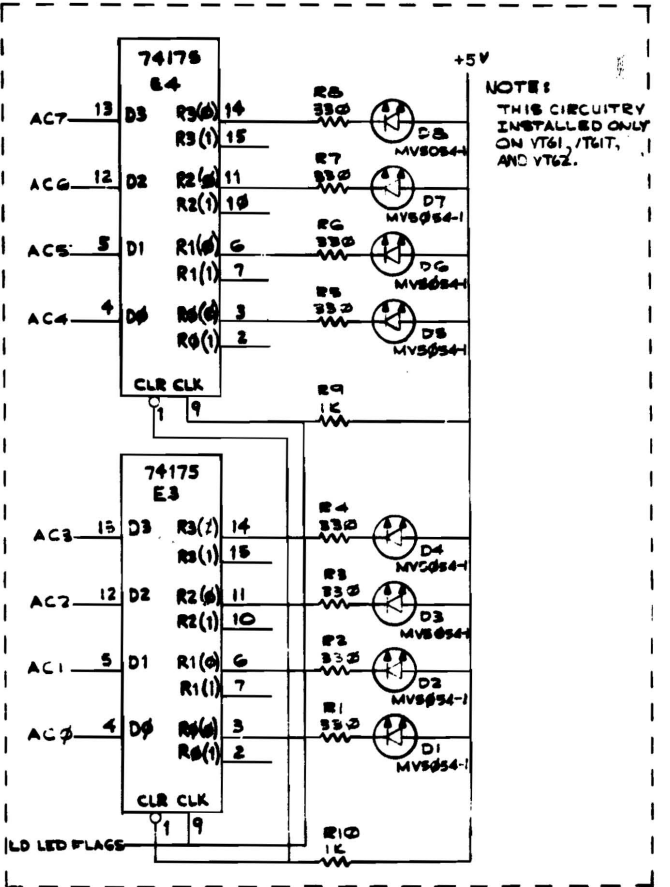 74175
E4
+5V
NOTE:
THIS CIRCUITRY
INSTALLED ONLY
ON VT61, /T61T,
AND VT62.
AC7 13 D3 R3(0) 14 R8 330 D8 MV5054-1
R3(1) 15
AC6 12 D2 R2(0) 11 R7 330 D7 MV5054-1
R2(1) 10
AC5 5 D1 R1(0) 6 R6 330 D6 MV5054-1
R1(1) 7
AC4 4 D0 R0(0) 3 R5 330 D5 MV5054-1
R0(1) 2
CLR CLK
1 9
R9
1K
74175
E3
AC3 13 D3 R3(1) 14 R4 330 D4 MV5054-1
R3(1) 15
AC2 12 D2 R2(0) 11 R3 330 D3 MV5054-1
R2(1) 10
AC1 5 D1 R1(0) 6 R2 330 D2 MV5054-1
R1(1) 7
AC0 4 D0 R0(0) 3 R1 330 D1 MV5054-1
R0(1) 2
CLR CLK
1 9
LD LED FLAGS
R10
1K